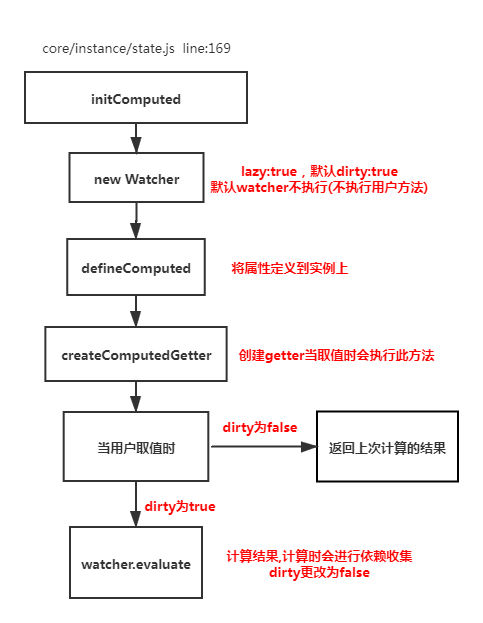 core/instance/state.js line:169
initComputed
new Watcher
lazy:true，默认dirty:true
默认watcher不执行(不执行用户方法)
defineComputed
将属性定义到实例上
createComputedGetter
创建getter当取值时会执行此方法
当用户取值时
dirty为false
返回上次计算的结果
dirty为true
watcher.evaluate
计算结果,计算时会进行依赖收集
dirty更改为false